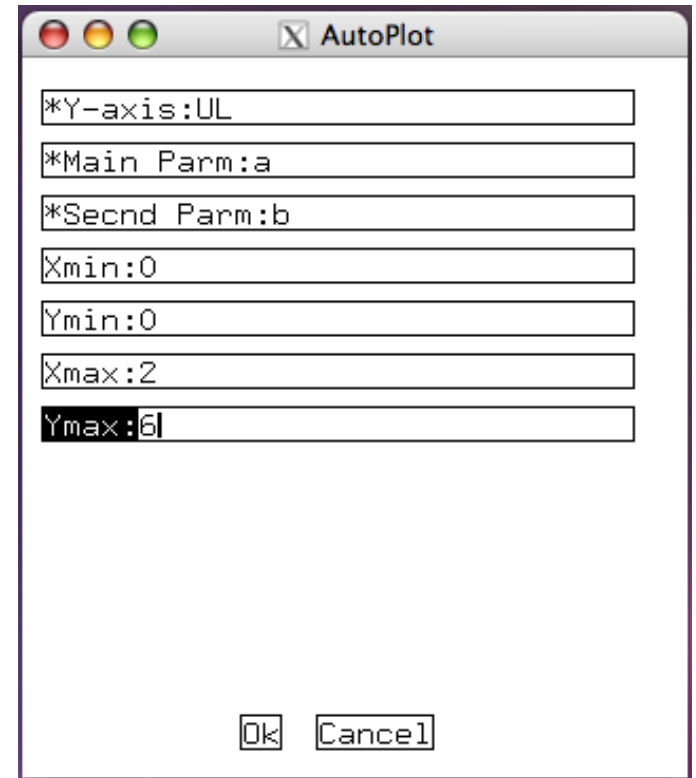 X AutoPlot
*Y-axis:UL
*Main Parm:a
*Secnd Parm:b
Xmin:0
Ymin:0
Xmax:2
Ymax:6
Ok Cancel